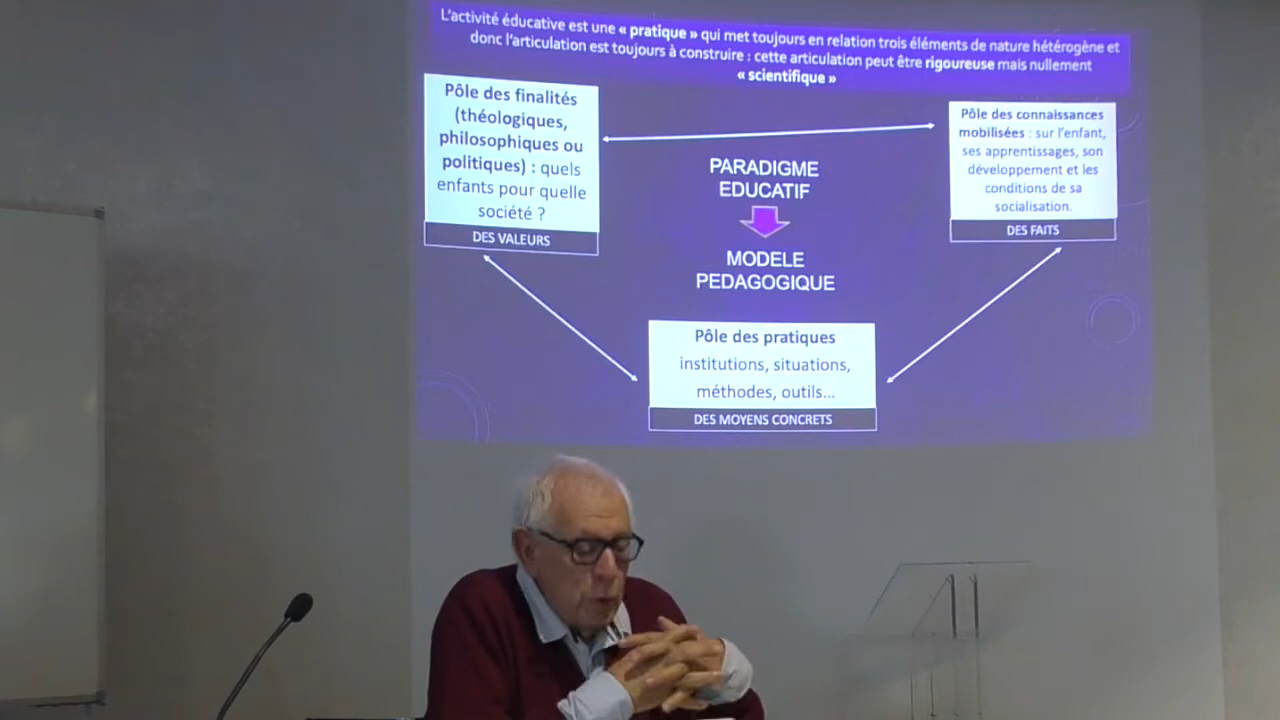 L'activité éducative est une « pratique » qui met toujours en relation trois éléments de nature hétérogène et
donc l'articulation est toujours à construire : cette articulation peut être rigoureuse mais nullement
« scientifique »
Pôle des finalités
(théologiques,
philosophiques ou
politiques) : quels
enfants pour quelle
société ?
DES VALEURS
PARADIGME
EDUCATIF
MODELE
PEDAGOGIQUE
Pôle des connaissances
mobilisées : sur l'enfant,
ses apprentissages, son
développement et les
conditions de sa
socialisation.
DES FAITS
Pôle des pratiques
institutions, situations,
méthodes, outils...
DES MOYENS CONCRETS